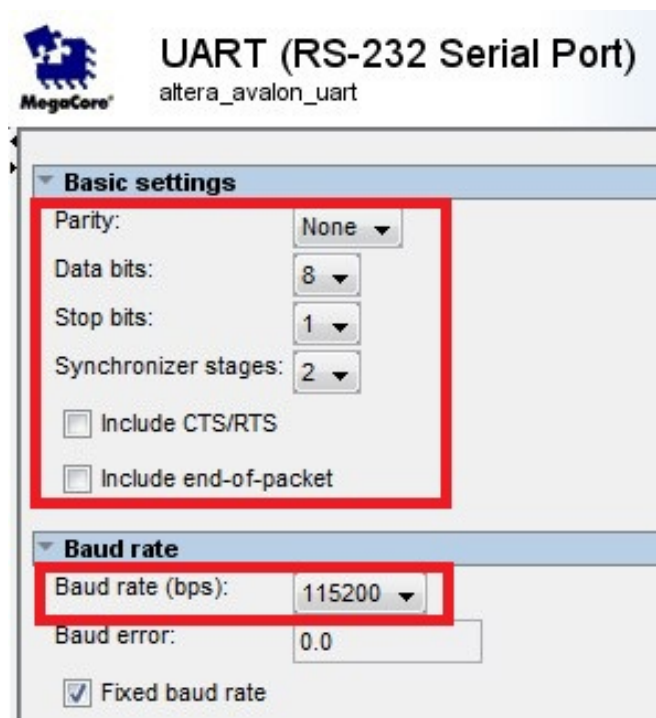 UART (RS-232 Serial Port)
altera_avalon_uart
MegaCore®
Basic settings
Parity: None
Data bits: 8
Stop bits: 1
Synchronizer stages: 2
Include CTS/RTS
Include end-of-packet
Baud rate
Baud rate (bps): 115200
Baud error: 0.0
Fixed baud rate